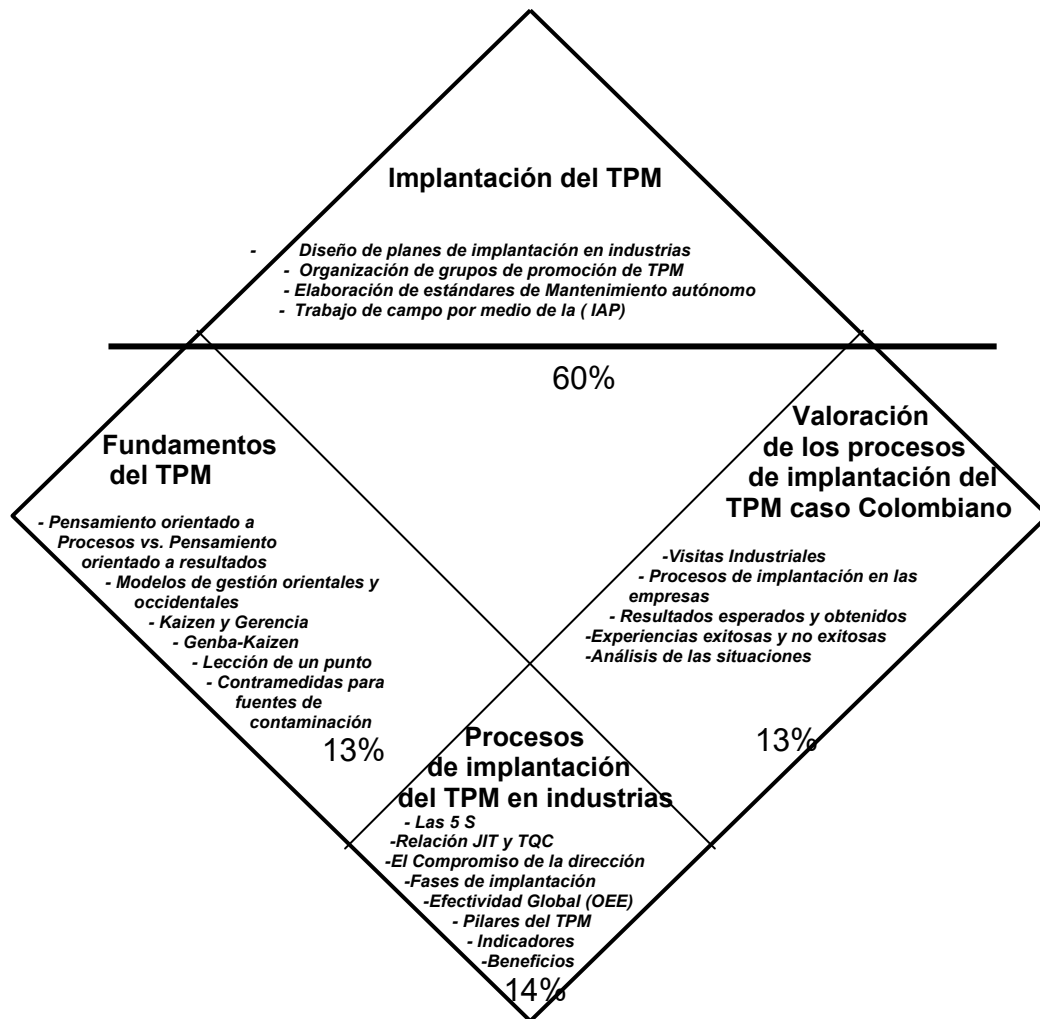 Implantación del TPM
- Diseño de planes de implantación en industrias
- Organización de grupos de promoción de TPM
- Elaboración de estándares de Mantenimiento autónomo
- Trabajo de campo por medio de la ( IAP)
60%
Fundamentos
del TPM
- Pensamiento orientado a
Procesos vs. Pensamiento
orientado a resultados
- Modelos de gestión orientales y
occidentales
- Kaizen y Gerencia
- Genba-Kaizen
- Lección de un punto
- Contramedidas para
fuentes de
contaminación
13%
Valoración
de los procesos
de implantación del
TPM caso Colombiano
-Visitas Industriales
- Procesos de implantación en las
empresas
- Resultados esperados y obtenidos
-Experiencias exitosas y no exitosas
-Análisis de las situaciones
13%
Procesos
de implantación
del TPM en industrias
- Las 5 S
-Relación JIT y TQC
-El Compromiso de la dirección
-Fases de implantación
-Efectividad Global (OEE)
- Pilares del TPM
- Indicadores
-Beneficios
14%